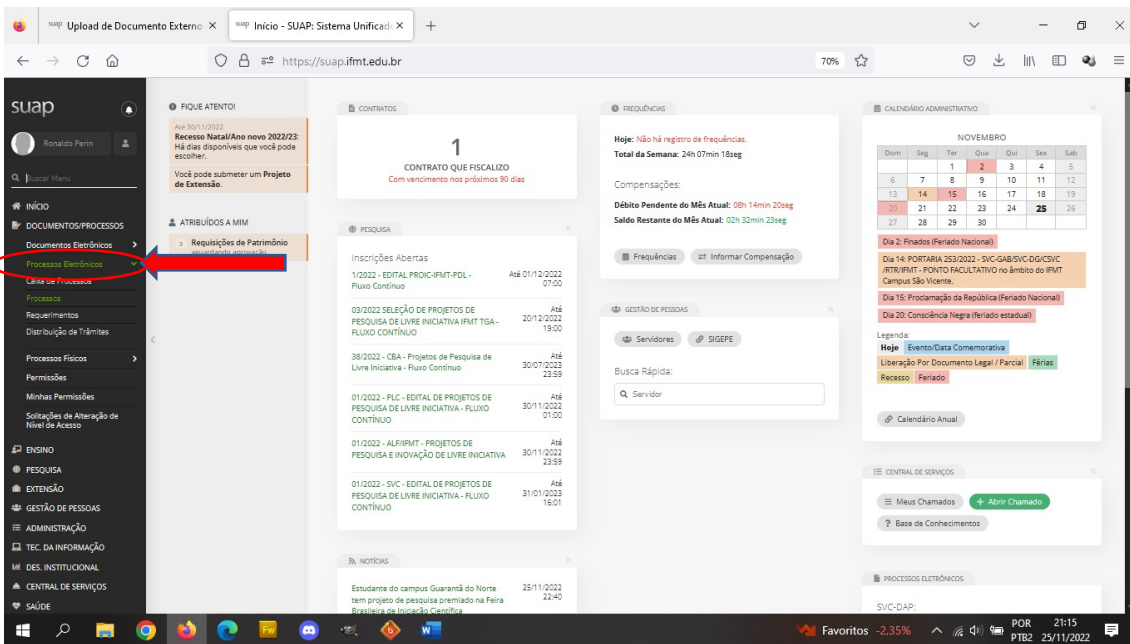 suap Upload de Documento Externo
suap Início - SUAP: Sistema Unificado
https://suap.ifmt.edu.br
70%
suap
Ronaldo Perin
Buscar Menu
INÍCIO
DOCUMENTOS/PROCESSOS
Documentos Eletrônicos
Processos Eletrônicos
Caixa de Processos
Processos
Requerimentos
Distribuição de Trâmites
Processos Físicos
Permissões
Minhas Permissões
Solitações de Alteração de
Nível de Acesso
ENSINO
PESQUISA
EXTENSÃO
GESTÃO DE PESSOAS
ADMINISTRAÇÃO
TEC. DA INFORMAÇÃO
DES. INSTITUCIONAL
CENTRAL DE SERVIÇOS
SAÚDE
FIQUE ATENTO!
Até 30/11/2022
Recesso Natal/Ano novo 2022/23:
Há dias disponíveis que você pode
escolher.
Você pode submeter um Projeto
de Extensão.
ATRIBUÍDOS A MIM
3 Requisições de Patrimônio
aguardando aprovação
CONTRATOS
1
CONTRATO QUE FISCALIZO
Com vencimento nos próximos 90 dias
PESQUISA
Inscrições Abertas
1/2022 - EDITAL PROIC-IFMT-PDL - Até 01/12/2022
Fluxo Contínuo 07:00
03/2022 SELEÇÃO DE PROJETOS DE Até
PESQUISA DE LIVRE INICIATIVA IFMT TGA - 20/12/2022
FLUXO CONTÍNUO 19:00
38/2022 - CBA - Projetos de Pesquisa de Até
Livre Iniciativa - Fluxo Contínuo 30/07/2023
23:59
01/2022 - PLC - EDITAL DE PROJETOS DE Até
PESQUISA DE LIVRE INICIATIVA - FLUXO 30/11/2022
CONTÍNUO 01:00
01/2022 - ALF/IFMT - PROJETOS DE Até
PESQUISA E INOVAÇÃO DE LIVRE INICIATIVA 30/11/2022
23:59
01/2022 - SVC - EDITAL DE PROJETOS DE Até
PESQUISA DE LIVRE INICIATIVA - FLUXO 31/01/2023
CONTÍNUO 16:01
NOTÍCIAS
Estudante do campus Guarantã do Norte 25/11/2022
tem projeto de pesquisa premiado na Feira 22:40
Brasileira de Iniciação Científica
FREQUÊNCIAS
Hoje: Não há registro de frequências.
Total da Semana: 24h 07min 18seg
Compensações:
Débito Pendente do Mês Atual: 08h 14min 20seg
Saldo Restante do Mês Atual: 02h 32min 23seg
Frequências
Informar Compensação
GESTÃO DE PESSOAS
Servidores
SIGEPE
Busca Rápida:
Servidor
CALENDÁRIO ADMINISTRATIVO
NOVEMBRO
Dom Seg Ter Qua Qui Sex Sab
1 2 3 4 5
6 7 8 9 10 11 12
13 14 15 16 17 18 19
20 21 22 23 24 25 26
27 28 29 30
Dia 2: Finados (Feriado Nacional)
Dia 14: PORTARIA 253/2022 - SVC-GAB/SVC-DG/CSVC
/RTR/IFMT - PONTO FACULTATIVO no âmbito do IFMT
Campus São Vicente.
Dia 15: Proclamação da República (Feriado Nacional)
Dia 20: Consciência Negra (feriado estadual)
Legenda:
Hoje Evento/Data Comemorativa
Liberação Por Documento Legal / Parcial Férias
Recesso Feriado
Calendário Anual
CENTRAL DE SERVIÇOS
Meus Chamados
+ Abrir Chamado
? Base de Conhecimentos
PROCESSOS ELETRÔNICOS
SVC-DAP:
Favoritos -2,35%
POR 21:15
PTB2 25/11/2022